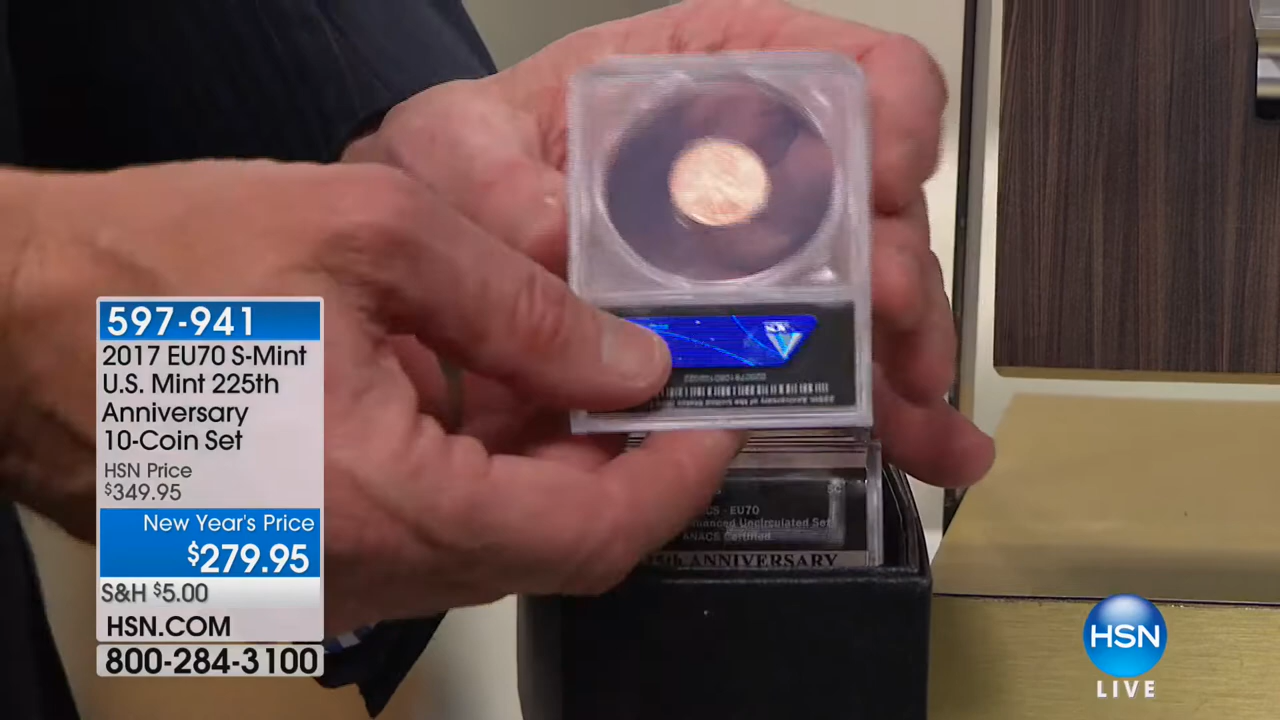 597-941
2017 EU70 S-Mint
U.S. Mint 225th
Anniversary
10-Coin Set
HSN Price
$349.95
New Year's Price
$279.95
S&H $5.00
HSN.COM
800-284-3100
EU70
Uncirculated Set
ANACS Certified.
ANNIVERSARY
HSN
LIVE